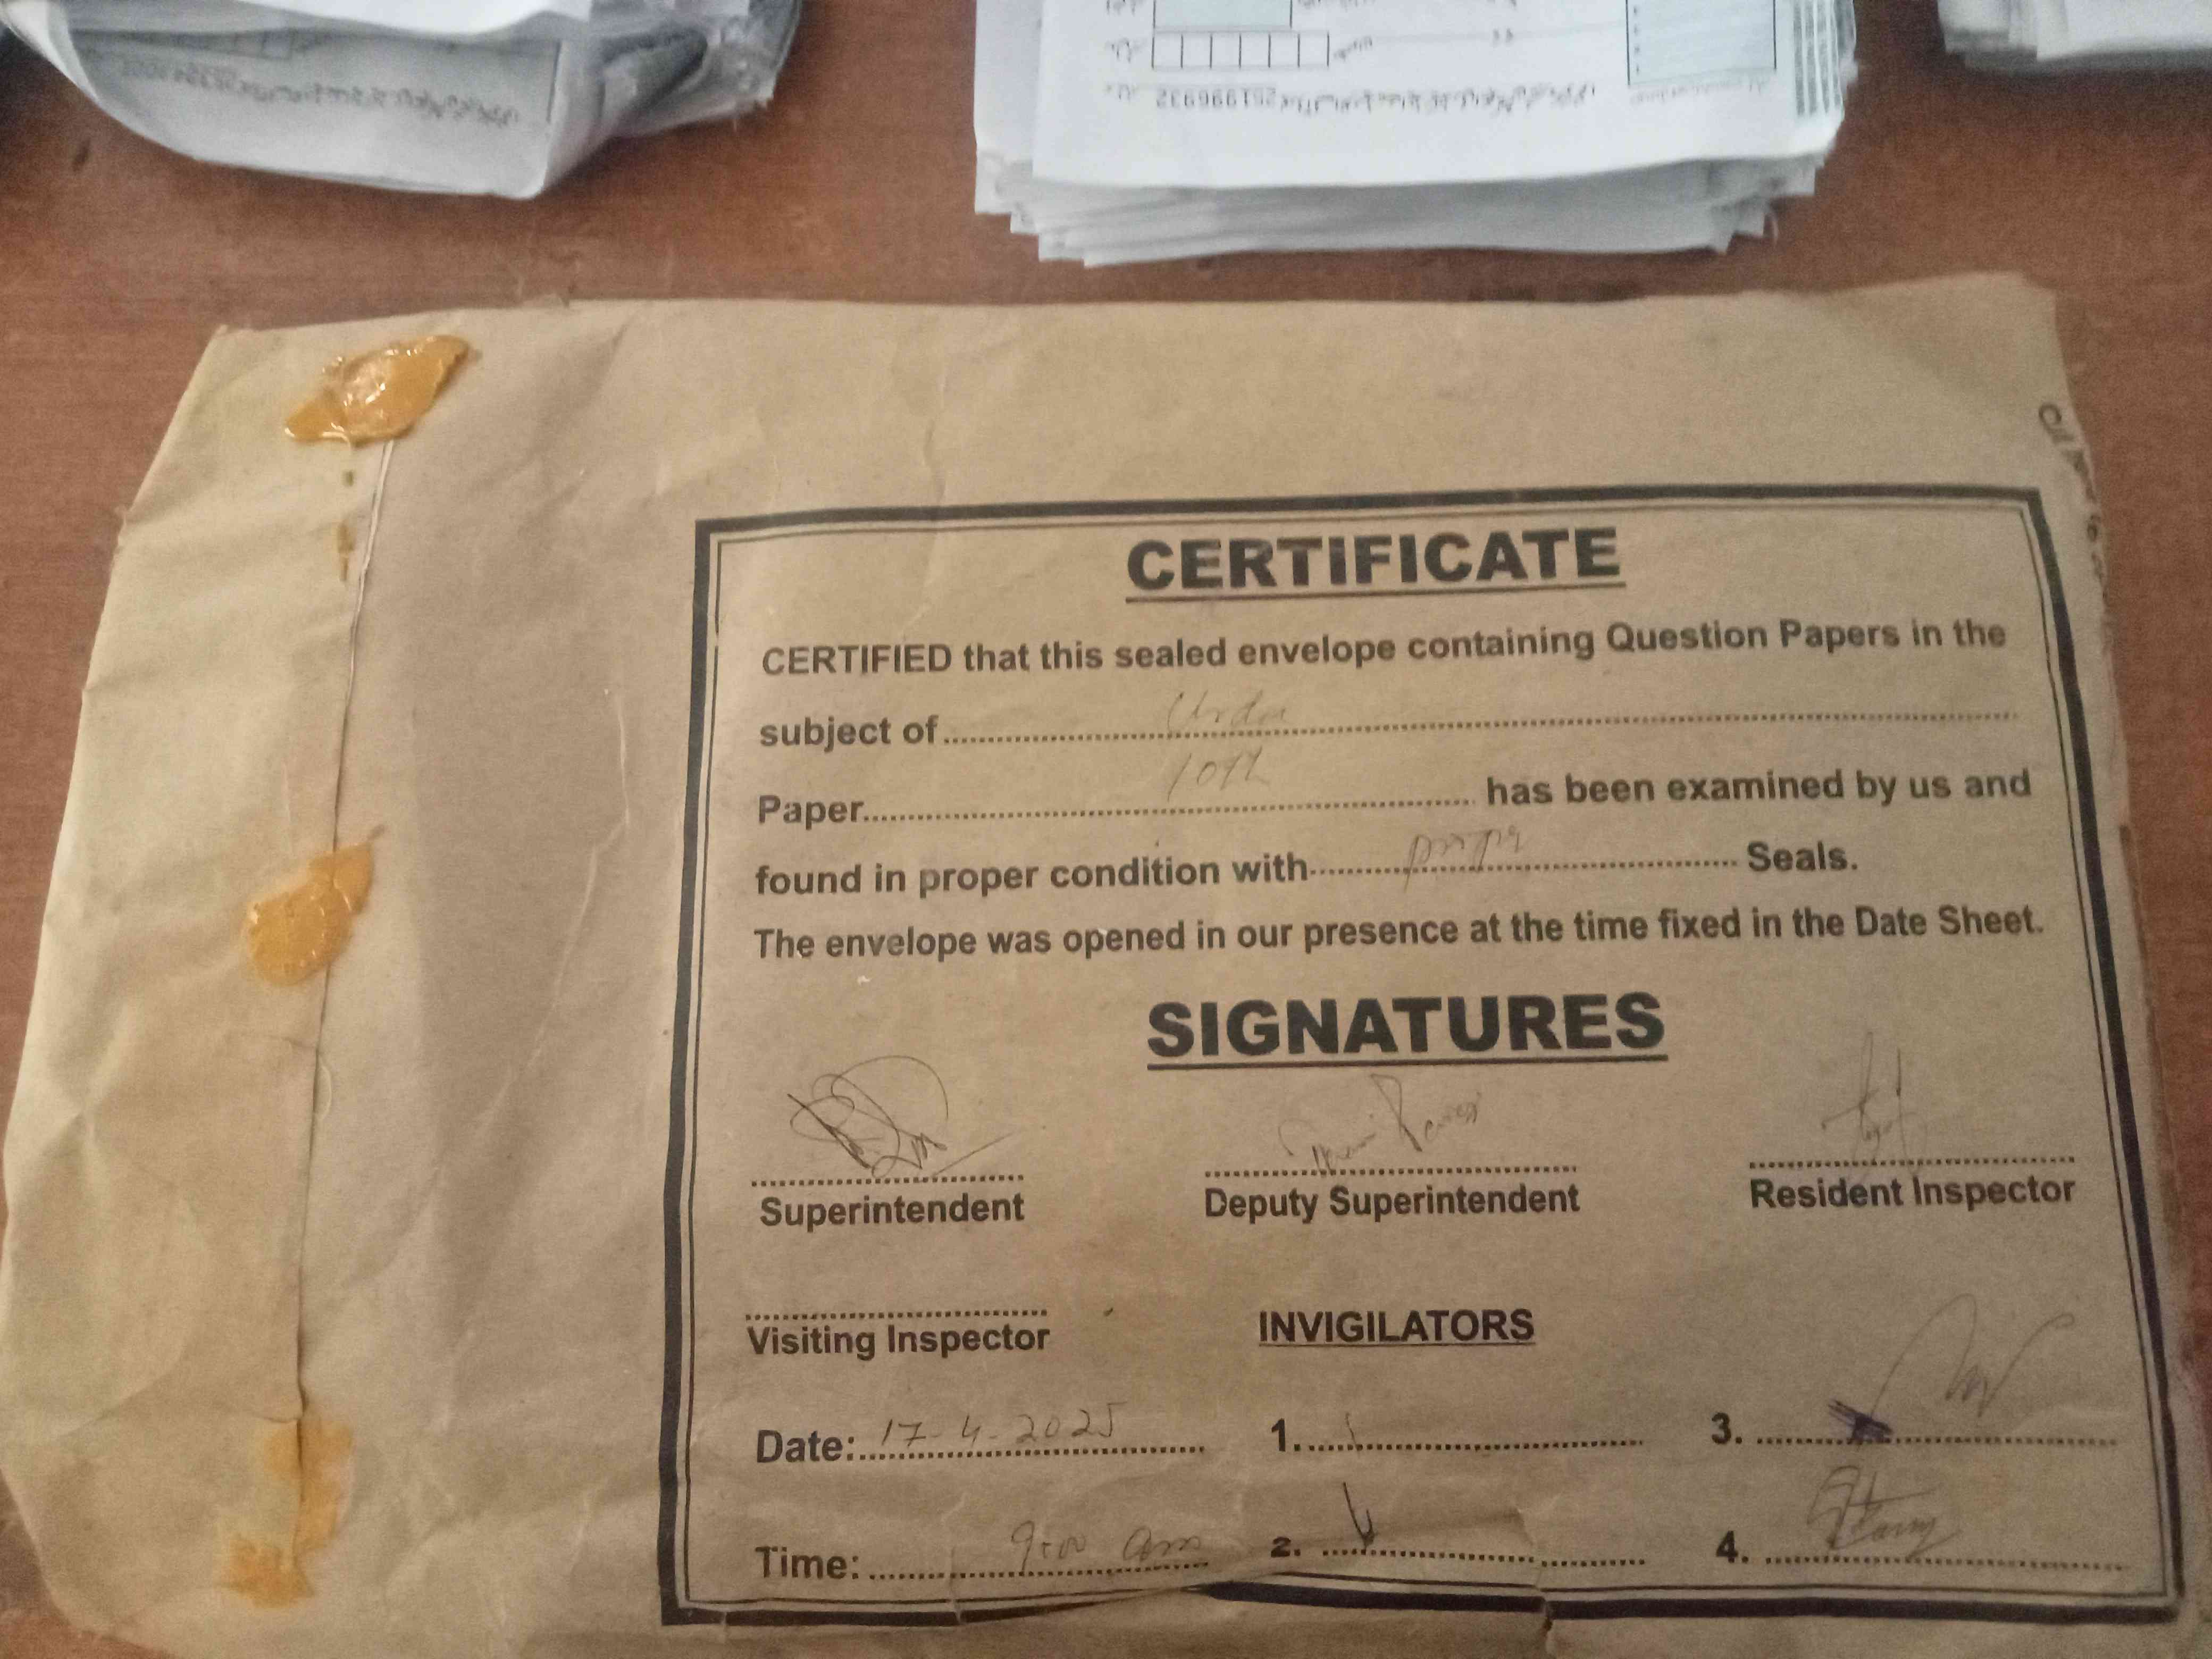 CERTIFICATE
CERTIFIED that this sealed envelope containing Question Papers in the
subject of Urdu
Paper 10th has been examined by us and
found in proper condition with proper Seals.
The envelope was opened in our presence at the time fixed in the Date Sheet.
SIGNATURES
Superintendent Deputy Superintendent Resident Inspector
Visiting Inspector INVIGILATORS
Date: 17-4-2025 1. 3.
Time: 9:00 am 2. 4.